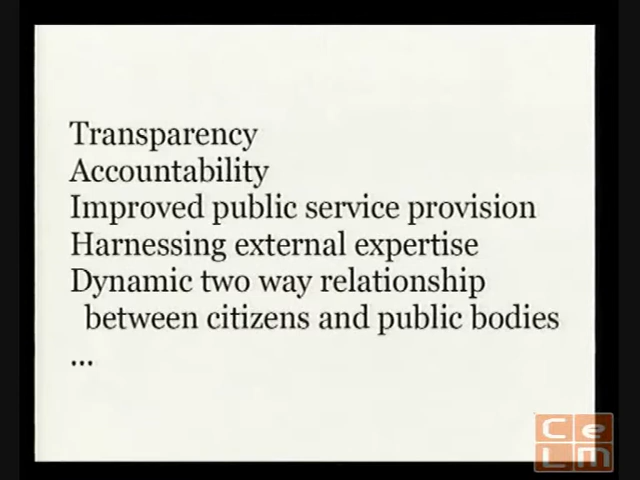 Transparency
Accountability
Improved public service provision
Harnessing external expertise
Dynamic two way relationship
between citizens and public bodies
...
CeLM